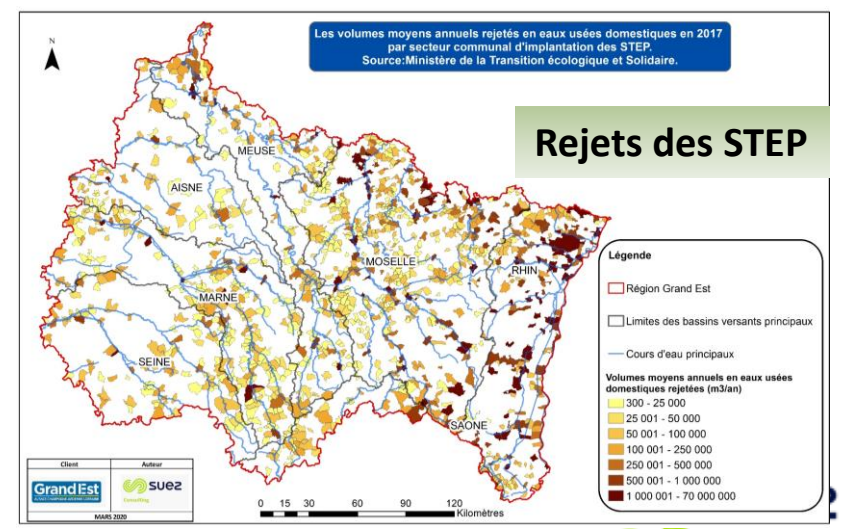 Les volumes moyens annuels rejetés en eaux usées domestiques en 2017
par secteur communal d'implantation des STEP.
Source:Ministère de la Transition écologique et Solidaire.
N
Rejets des STEP
MEUSE
AISNE
MOSELLE
RHIN
MARNE
SEINE
SAONE
Légende
Région Grand Est
Limites des bassins versants principaux
Cours d'eau principaux
Volumes moyens annuels en eaux usées
domestiques rejetées (m3/an)
300 - 25 000
25 001 - 50 000
50 001 - 100 000
100 001 - 250 000
250 001 - 500 000
500 001 - 1 000 000
1 000 001 - 70 000 000
Client Auteur
GrandEst
suez
Consulting
MARS 2020
0 15 30 60 90 120
Kilomètres